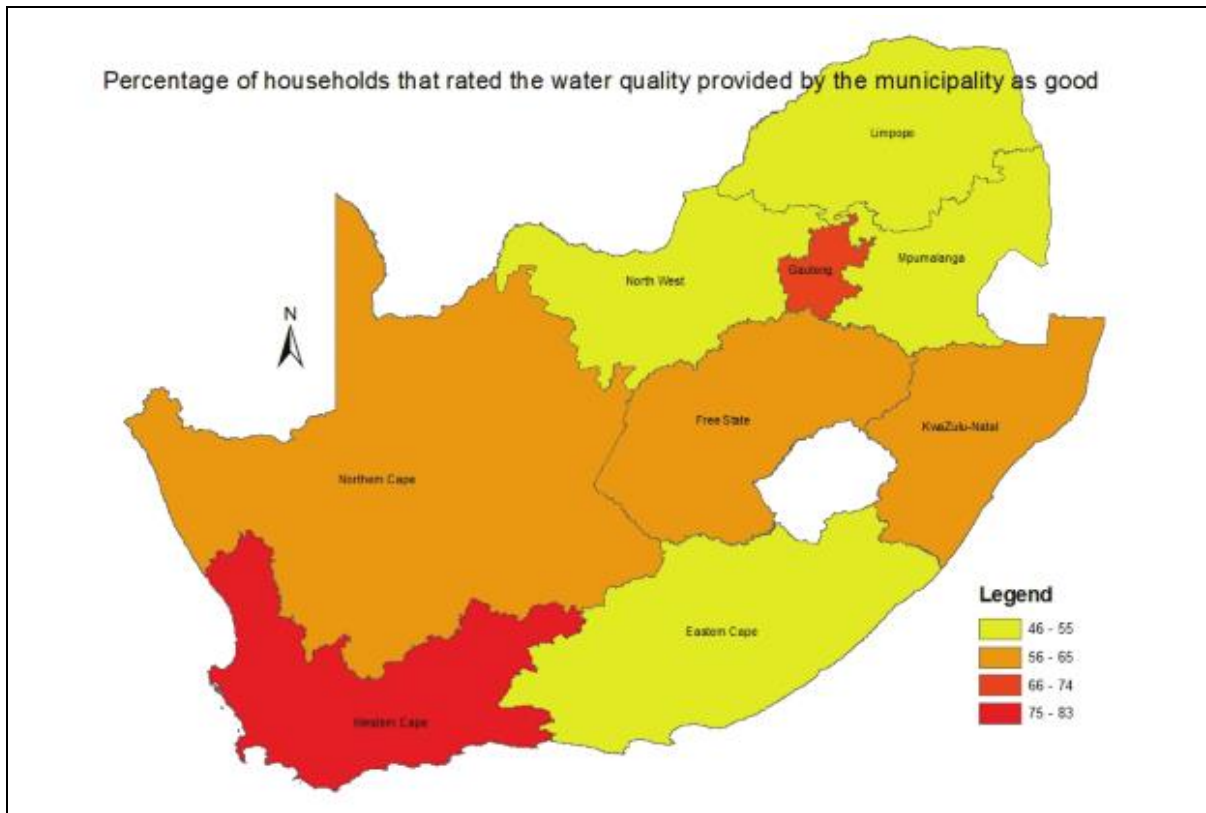 Percentage of households that rated the water quality provided by the municipality as good
Limpopo
Mpumalanga
Gauteng
North West
N
Free State
KwaZulu-Natal
Northern Cape
Eastern Cape
Western Cape
Legend
46 - 55
56 - 65
66 - 74
75 - 83